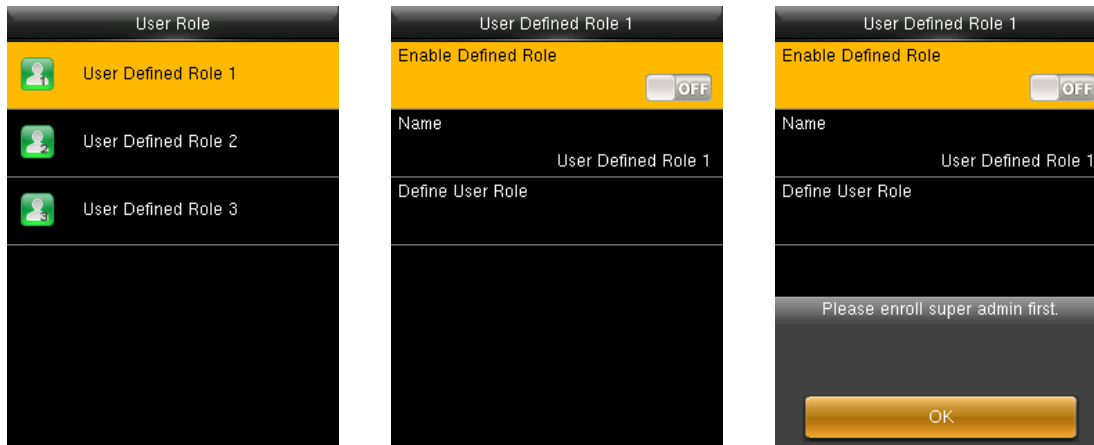 User Role
User Defined Role 1
User Defined Role 2
User Defined Role 3
User Defined Role 1
Enable Defined Role
OFF
Name
User Defined Role 1
Define User Role
User Defined Role 1
Enable Defined Role
OFF
Name
User Defined Role 1
Define User Role
Please enroll super admin first.
OK